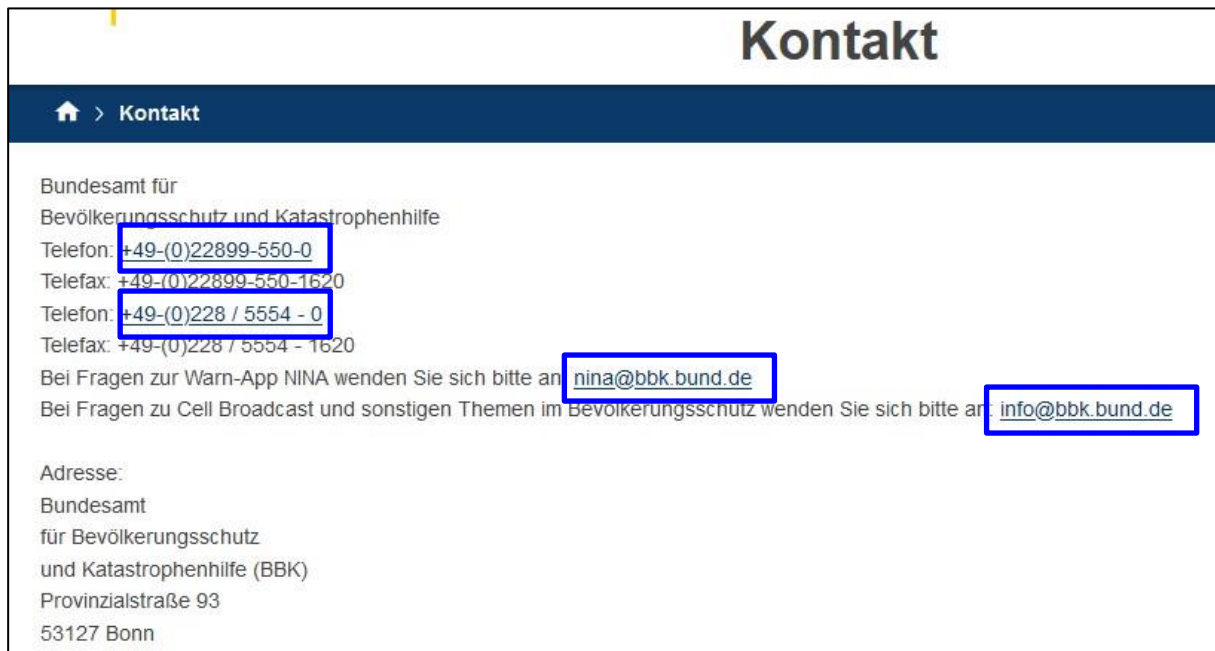 Kontakt
> Kontakt
Bundesamt für
Bevölkerungsschutz und Katastrophenhilfe
Telefon: +49-(0)22899-550-0
Telefax: +49-(0)22899-550-1620
Telefon: +49-(0)228 / 5554 - 0
Telefax: +49-(0)228 / 5554 - 1620
Bei Fragen zur Warn-App NINA wenden Sie sich bitte an: nina@bbk.bund.de
Bei Fragen zu Cell Broadcast und sonstigen Themen im Bevölkerungsschutz wenden Sie sich bitte an: info@bbk.bund.de
Adresse:
Bundesamt
für Bevölkerungsschutz
und Katastrophenhilfe (BBK)
Provinzialstraße 93
53127 Bonn